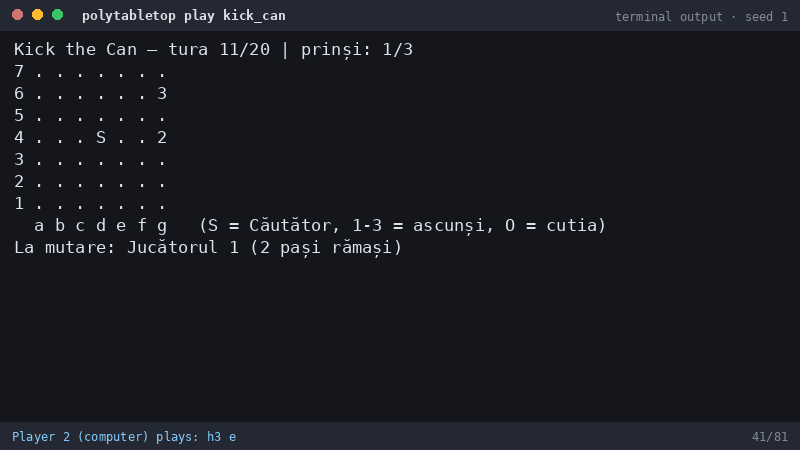 polytabletop play kick_can
terminal output · seed 1
Kick the Can — tura 11/20 | prinși: 1/3
7 . . . . . . .
6 . . . . . . 3
5 . . . . . . .
4 . . . S . . 2
3 . . . . . . .
2 . . . . . . .
1 . . . . . . .
a b c d e f g (S = Căutător, 1-3 = ascunși, O = cutia)
La mutare: Jucătorul 1 (2 pași rămași)
Player 2 (computer) plays: h3 e
41/81